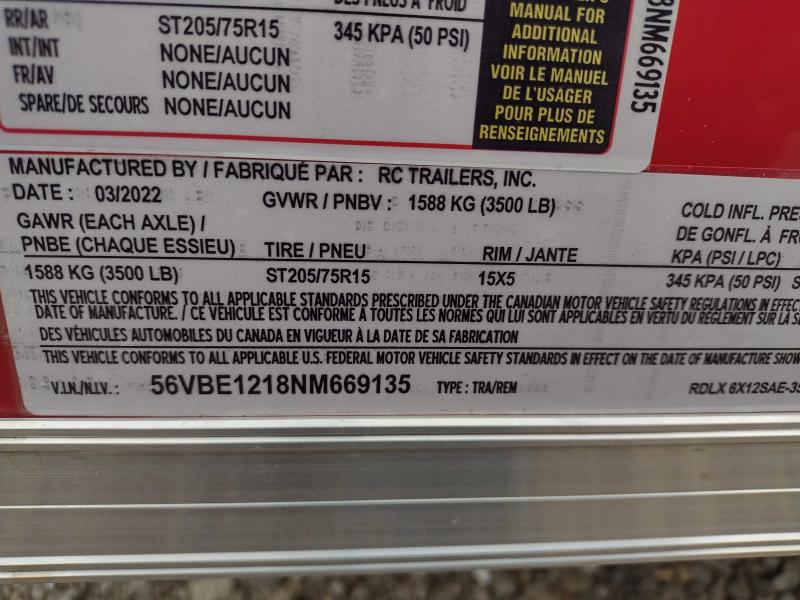 DES PNEUS À FROID
RR/AR ST205/75R15 345 KPA (50 PSI)
INT/INT NONE/AUCUN
FR/AV NONE/AUCUN
SPARE/DE SECOURS NONE/AUCUN
MANUAL FOR
ADDITIONAL
INFORMATION
VOIR LE MANUEL
DE L'USAGER
POUR PLUS DE
RENSEIGNEMENTS
8NM669135
MANUFACTURED BY / FABRIQUÉ PAR : RC TRAILERS, INC.
DATE : 03/2022 GVWR / PNBV : 1588 KG (3500 LB)
GAWR (EACH AXLE) / COLD INFL. PRES
PNBE (CHAQUE ESSIEU) TIRE / PNEU RIM / JANTE DE GONFL. À FRO
KPA (PSI / LPC)
1588 KG (3500 LB) ST205/75R15 15X5 345 KPA (50 PSI) S
THIS VEHICLE CONFORMS TO ALL APPLICABLE STANDARDS PRESCRIBED UNDER THE CANADIAN MOTOR VEHICLE SAFETY REGULATIONS IN EFFEC
DATE OF MANUFACTURE. / CE VÉHICULE EST CONFORME À TOUTES LES NORMES QUI LUI SONT APPLICABLES EN VERTU DU RÈGLEMENT SUR LA S
DES VÉHICULES AUTOMOBILES DU CANADA EN VIGUEUR À LA DATE DE SA FABRICATION
THIS VEHICLE CONFORMS TO ALL APPLICABLE U.S. FEDERAL MOTOR VEHICLE SAFETY STANDARDS IN EFFECT ON THE DATE OF MANUFACTURE SHOW
V.I.N./N.I.V. : 56VBE1218NM669135 TYPE : TRA/REM RDLX 6X12SAE-35